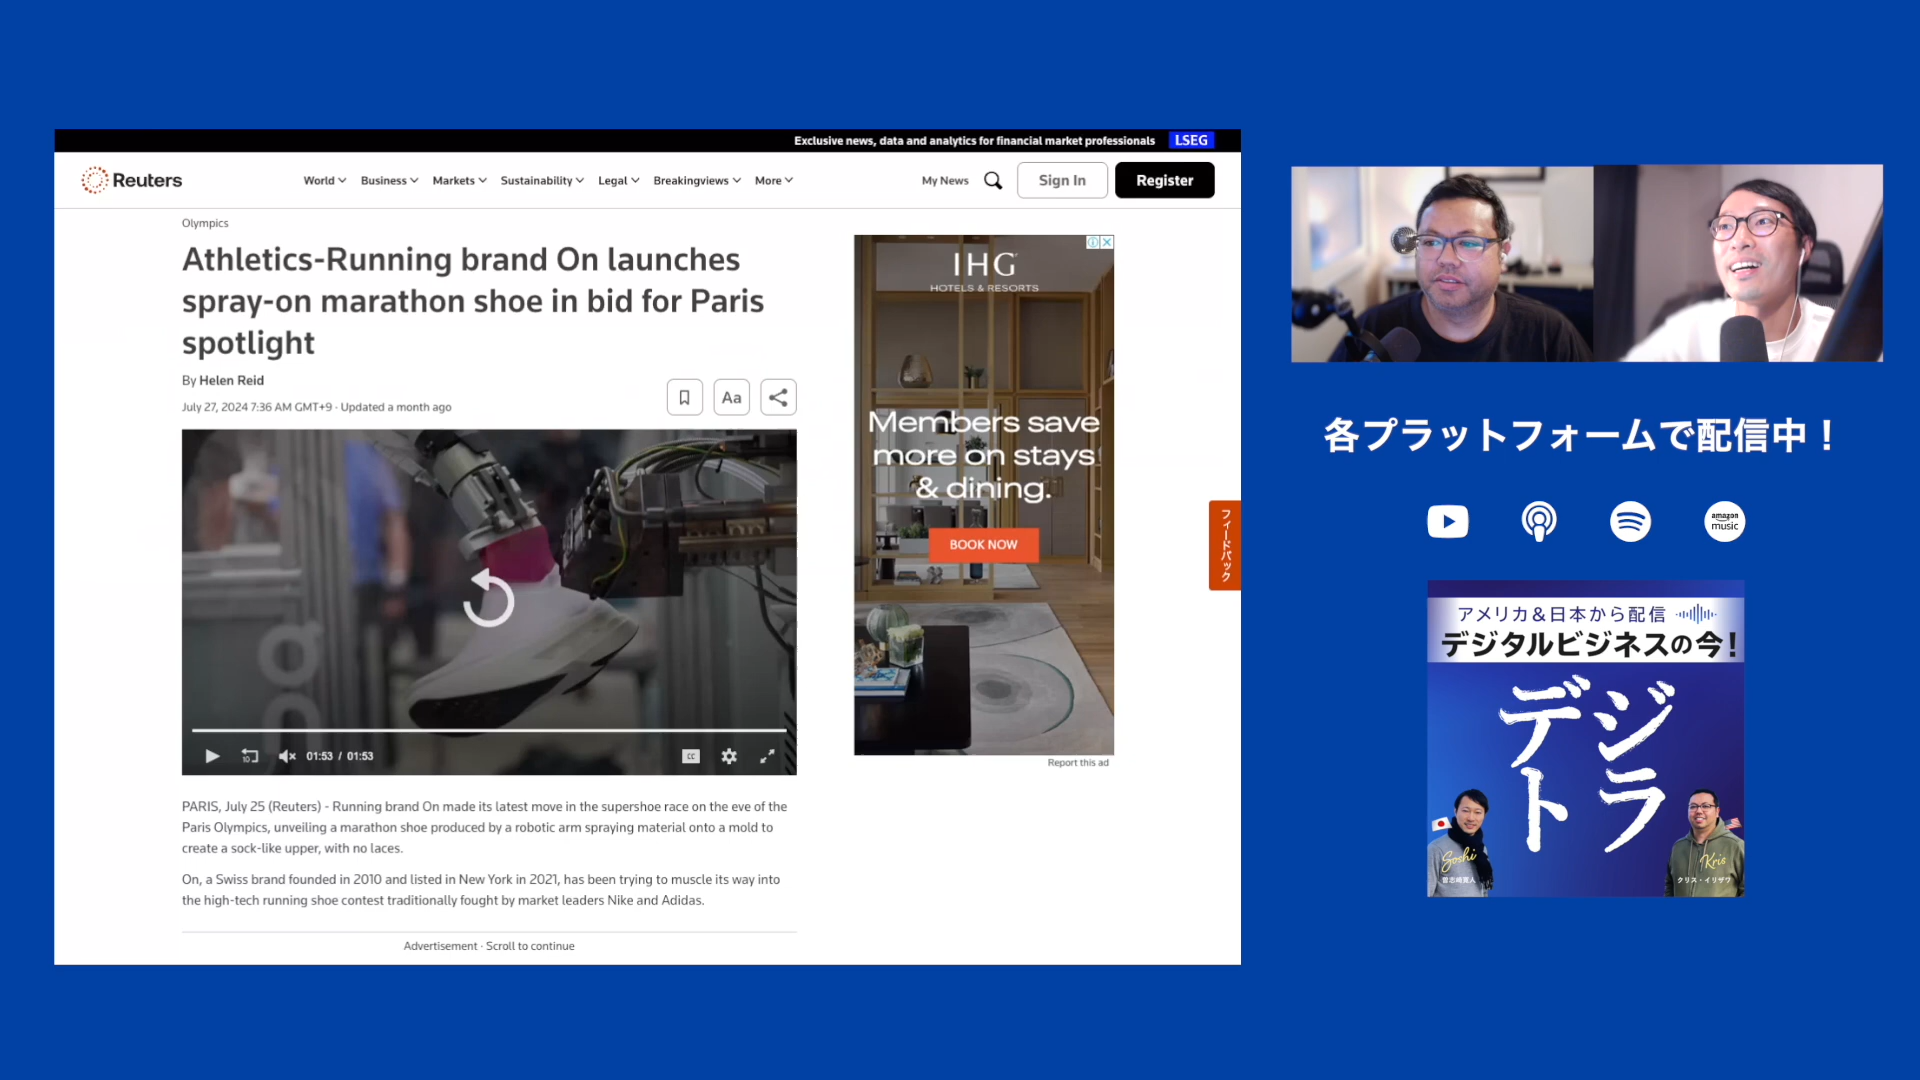 Exclusive news, data and analytics for financial market professionals LSEG
Reuters
World Business Markets Sustainability Legal Breakingviews More
My News Sign In Register
Olympics
Athletics-Running brand On launches
spray-on marathon shoe in bid for Paris
spotlight
By Helen Reid
July 27, 2024 7:36 AM GMT+9 · Updated a month ago
Aa
10 01:53 / 01:53 CC
PARIS, July 25 (Reuters) - Running brand On made its latest move in the supershoe race on the eve of the
Paris Olympics, unveiling a marathon shoe produced by a robotic arm spraying material onto a mold to
create a sock-like upper, with no laces.
On, a Swiss brand founded in 2010 and listed in New York in 2021, has been trying to muscle its way into
the high-tech running shoe contest traditionally fought by market leaders Nike and Adidas.
Advertisement · Scroll to continue
IHG
HOTELS & RESORTS
Members save
more on stays
& dining.
BOOK NOW
Report this ad
フィードバック
各プラットフォームで配信中！
amazon
music
アメリカ＆日本から配信
デジタルビジネスの今！
デジ
トラ
Soshi
Kris
クリス・イリザワ